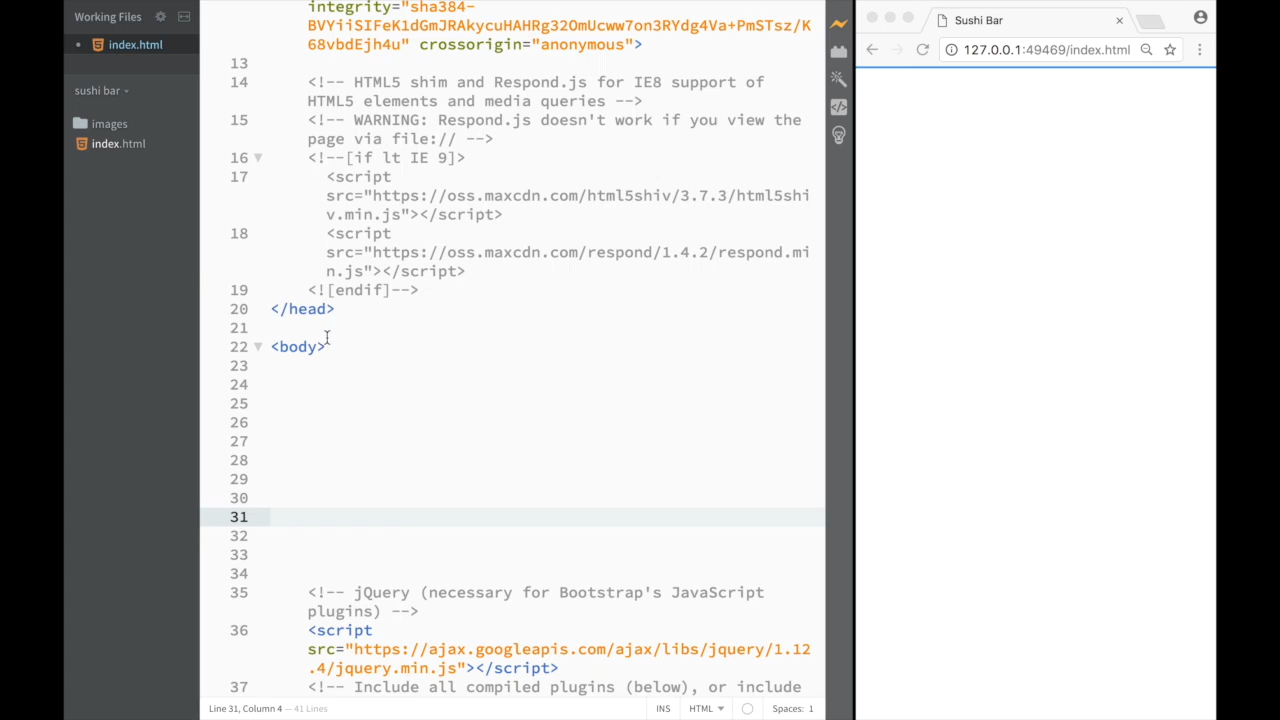 Working Files
index.html
sushi bar
images
index.html
integrity="sha384-
BVYiiSIFeK1dGmJRAkycuHAHRg32OmUcww7on3RYdg4Va+PmSTsz/K
68vbdEjh4u" crossorigin="anonymous">
13
14 <!-- HTML5 shim and Respond.js for IE8 support of
HTML5 elements and media queries -->
15 <!-- WARNING: Respond.js doesn't work if you view the
page via file:// -->
16 <!--[if lt IE 9]>
17 <script
src="https://oss.maxcdn.com/html5shiv/3.7.3/html5shi
v.min.js"></script>
18 <script
src="https://oss.maxcdn.com/respond/1.4.2/respond.mi
n.js"></script>
19 <![endif]-->
20 </head>
21
22 <body>
23
24
25
26
27
28
29
30
31
32
33
34
35 <!-- jQuery (necessary for Bootstrap's JavaScript
plugins) -->
36 <script
src="https://ajax.googleapis.com/ajax/libs/jquery/1.12
.4/jquery.min.js"></script>
37 <!-- Include all compiled plugins (below), or include
Line 31, Column 4 — 41 Lines
INS
HTML
Spaces: 1
Sushi Bar
127.0.0.1:49469/index.html